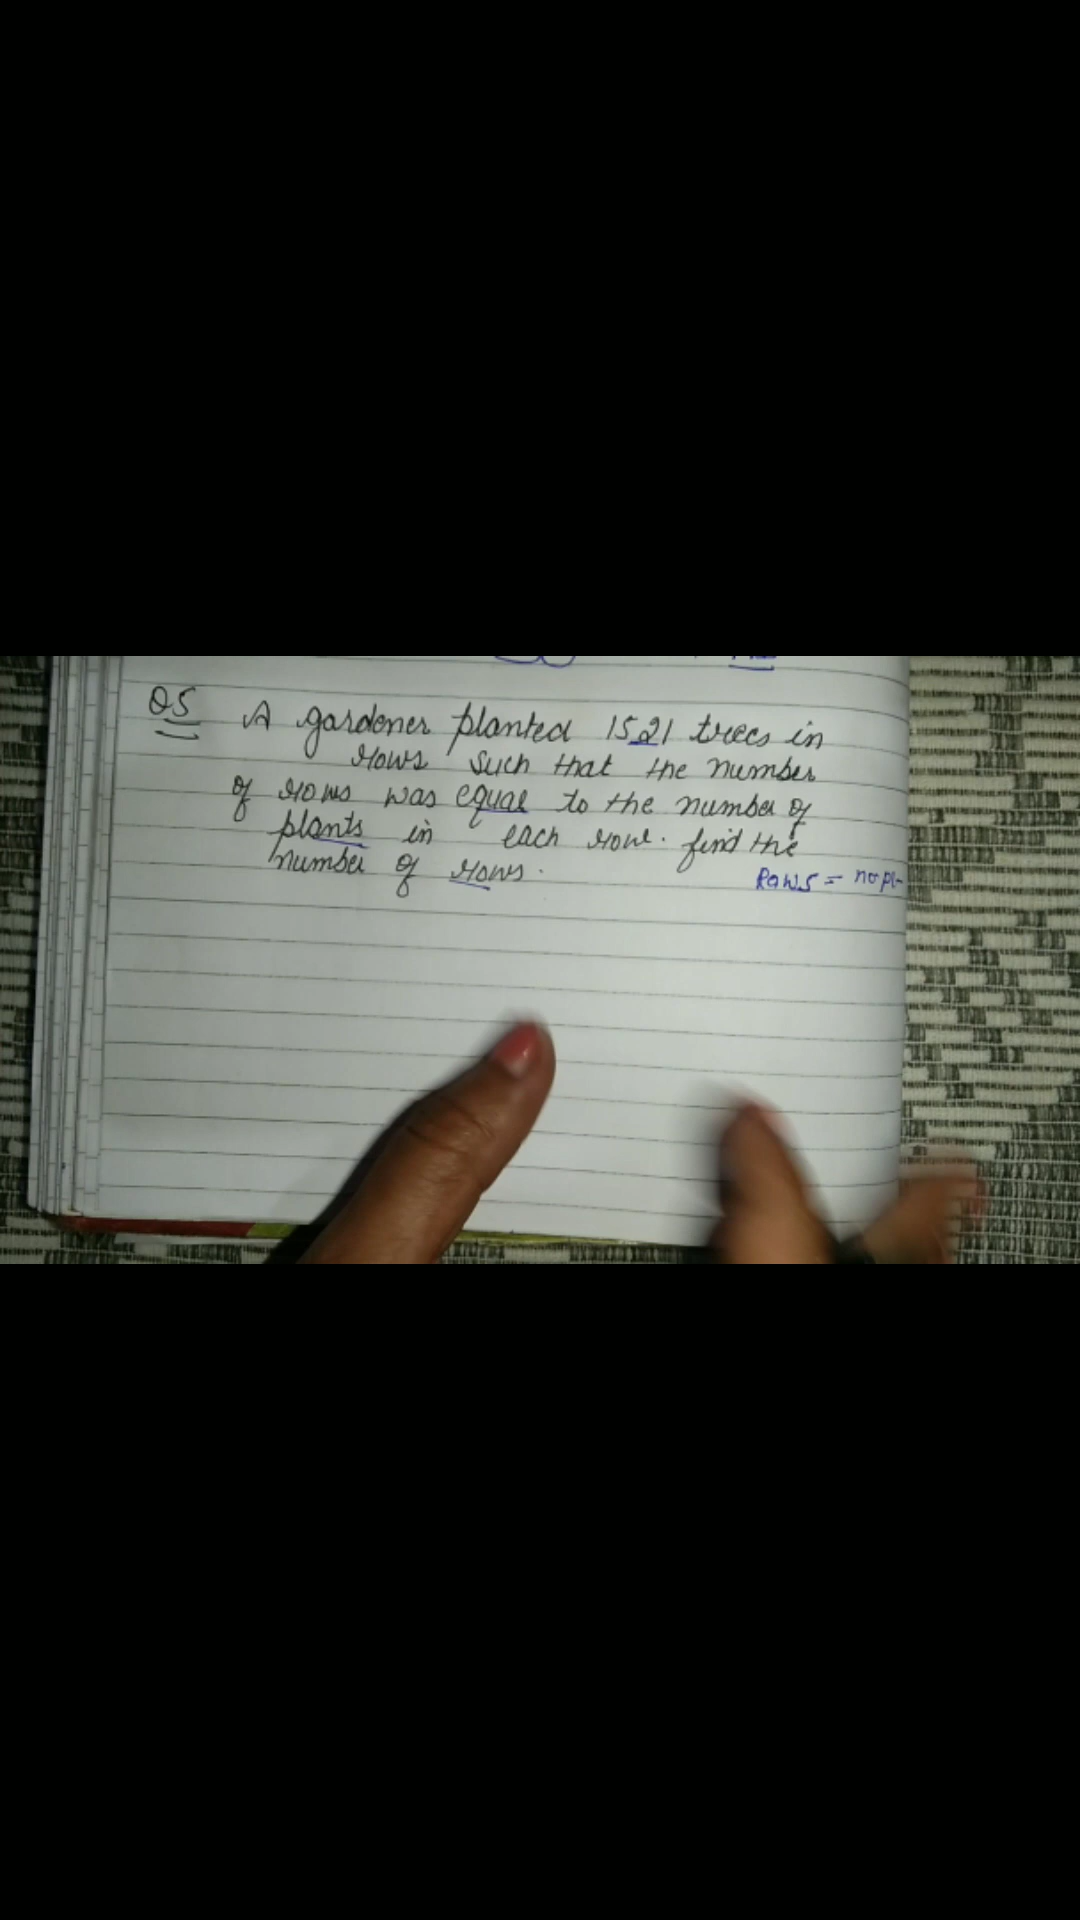 Q5 A gardener planted 1521 trees in
rows such that the number
of rows was equal to the number of
plants in each row. find the
number of rows.
Rows = no pl